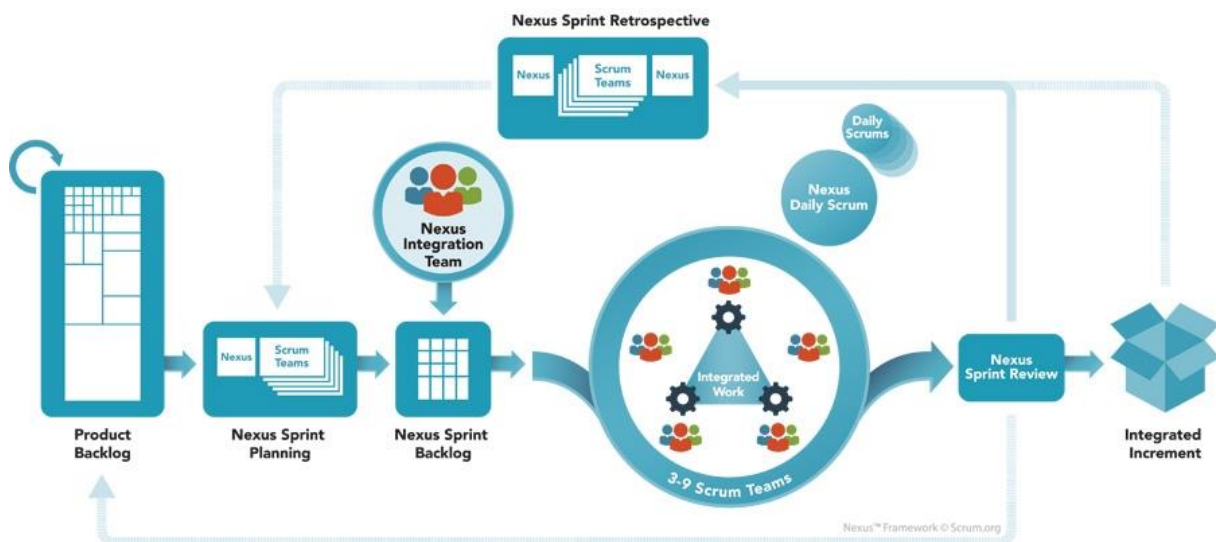 Nexus Sprint Retrospective
Nexus
Scrum
Teams
Nexus
Daily
Scrums
Nexus
Daily Scrum
Nexus
Integration
Team
Nexus
Scrum
Teams
Integrated
Work
Nexus
Sprint Review
Product
Backlog
Nexus Sprint
Planning
Nexus Sprint
Backlog
3-9 Scrum Teams
Integrated
Increment
Nexus™ Framework © Scrum.org